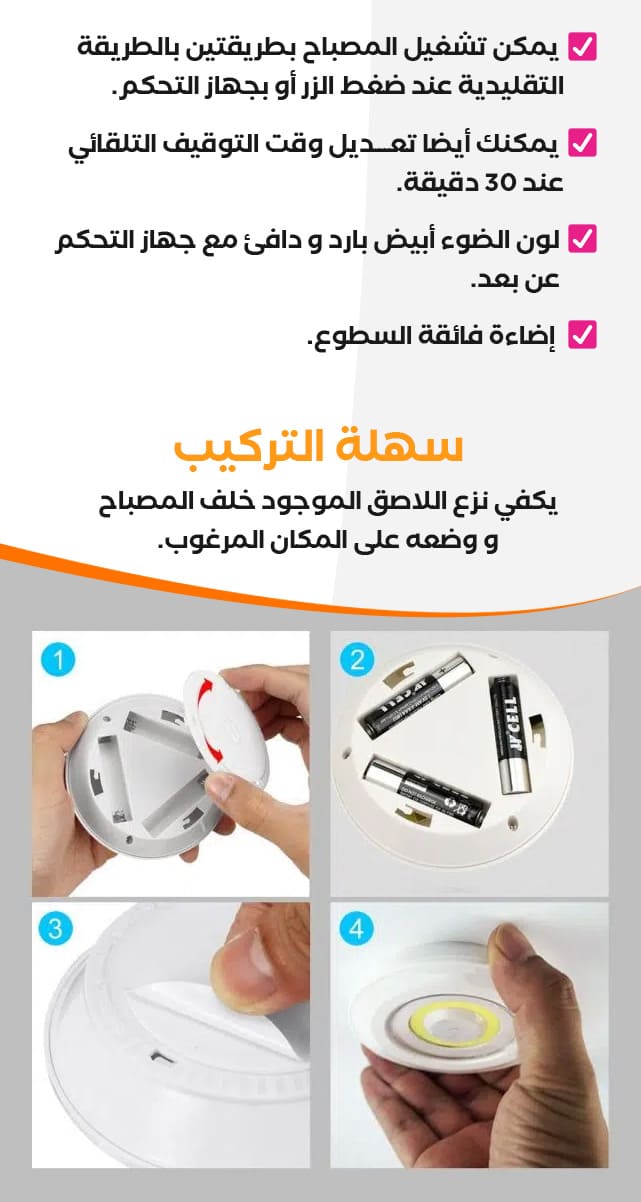 يمكن تشغيل المصباح بطريقتين بالطريقة
التقليدية عند ضغط الزر أو بجهاز التحكم.
يمكنك أيضا تعـــديل وقت التوقيف التلقائي
عند 30 دقيقة.
لون الضوء أبيض بارد و دافئ مع جهاز التحكم
عن بعد.
إضاءة فائقة السطوع.
سهلة التركيب
يكفي نزع اللاصق الموجود خلف المصباح
و وضعه على المكان المرغوب.
1
2
3
4